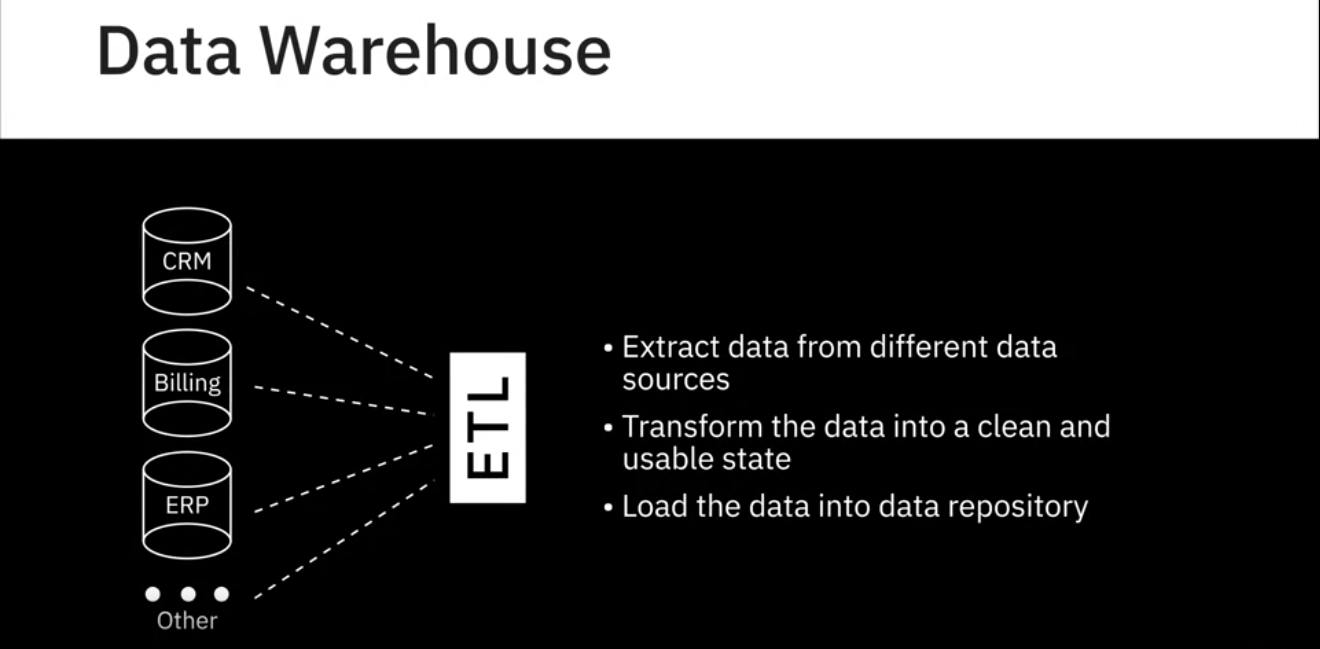 Data Warehouse
CRM
Billing
ERP
Other
ETL
• Extract data from different data
sources
• Transform the data into a clean and
usable state
• Load the data into data repository